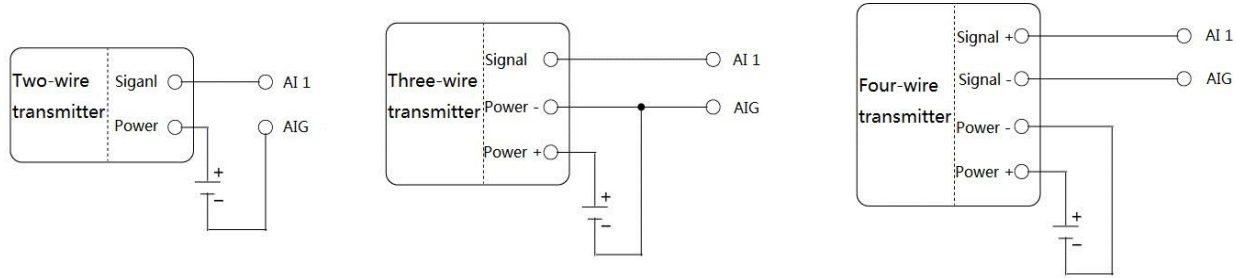 Two-wire
transmitter
Siganl
AI 1
Power
AIG
+
−
Three-wire
transmitter
Signal
AI 1
Power -
AIG
Power +
+
−
Four-wire
transmitter
Signal +
AI 1
Signal -
AIG
Power -
Power +
+
−